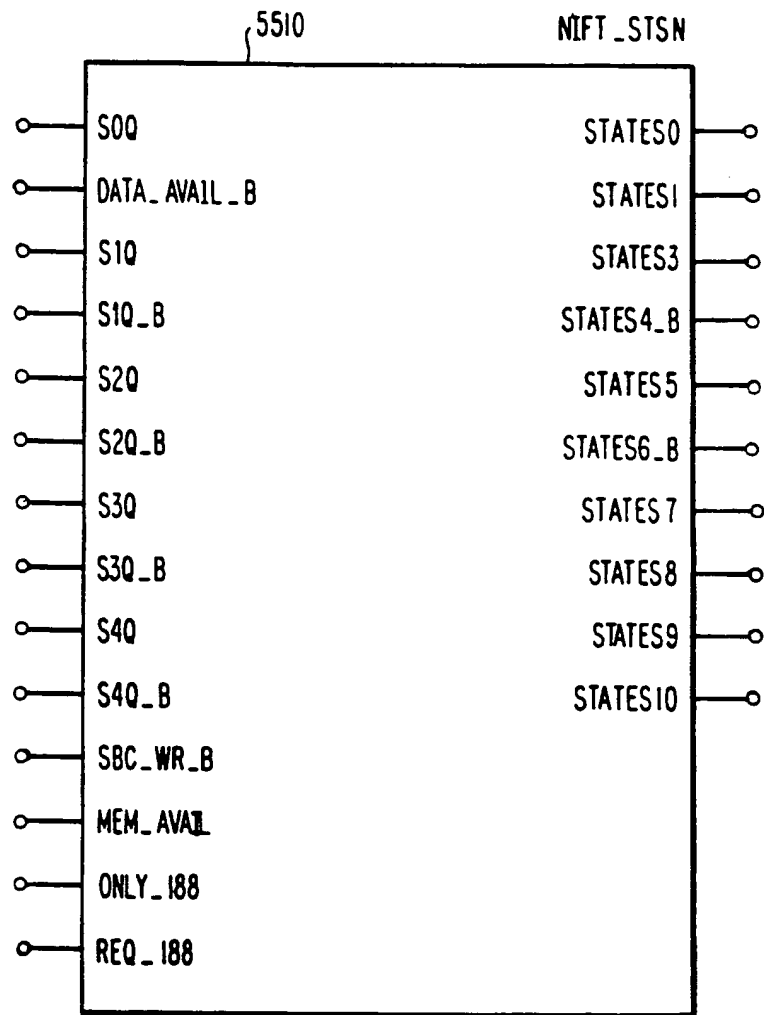 5510
NIFT_STSN
S0Q
DATA_AVAIL_B
S1Q
S1Q_B
S2Q
S2Q_B
S3Q
S3Q_B
S4Q
S4Q_B
SBC_WR_B
MEM_AVAIL
ONLY_188
REQ_188
STATES0
STATES1
STATES3
STATES4_B
STATES5
STATES6_B
STATES7
STATES8
STATES9
STATES10